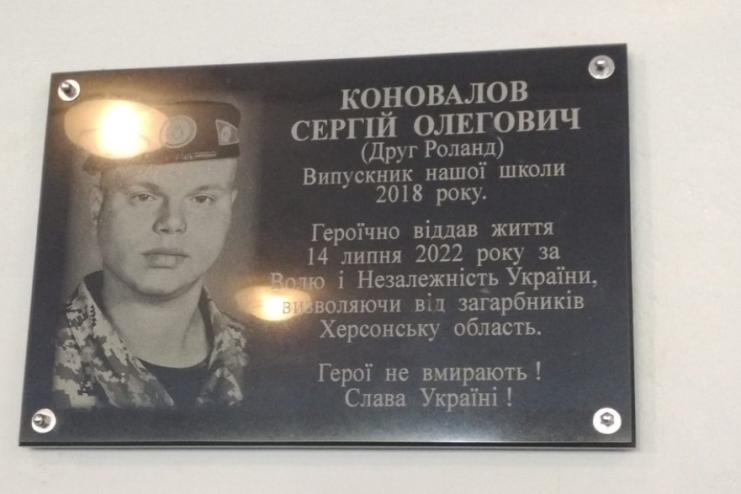 КОНОВАЛОВ
СЕРГІЙ ОЛЕГОВИЧ
(Друг Роланд)
Випускник нашої школи
2018 року.
Героїчно віддав життя
14 липня 2022 року за
Волю і Незалежність України,
визволяючи від загарбників
Херсонську область.
Герої не вмирають !
Слава Україні !